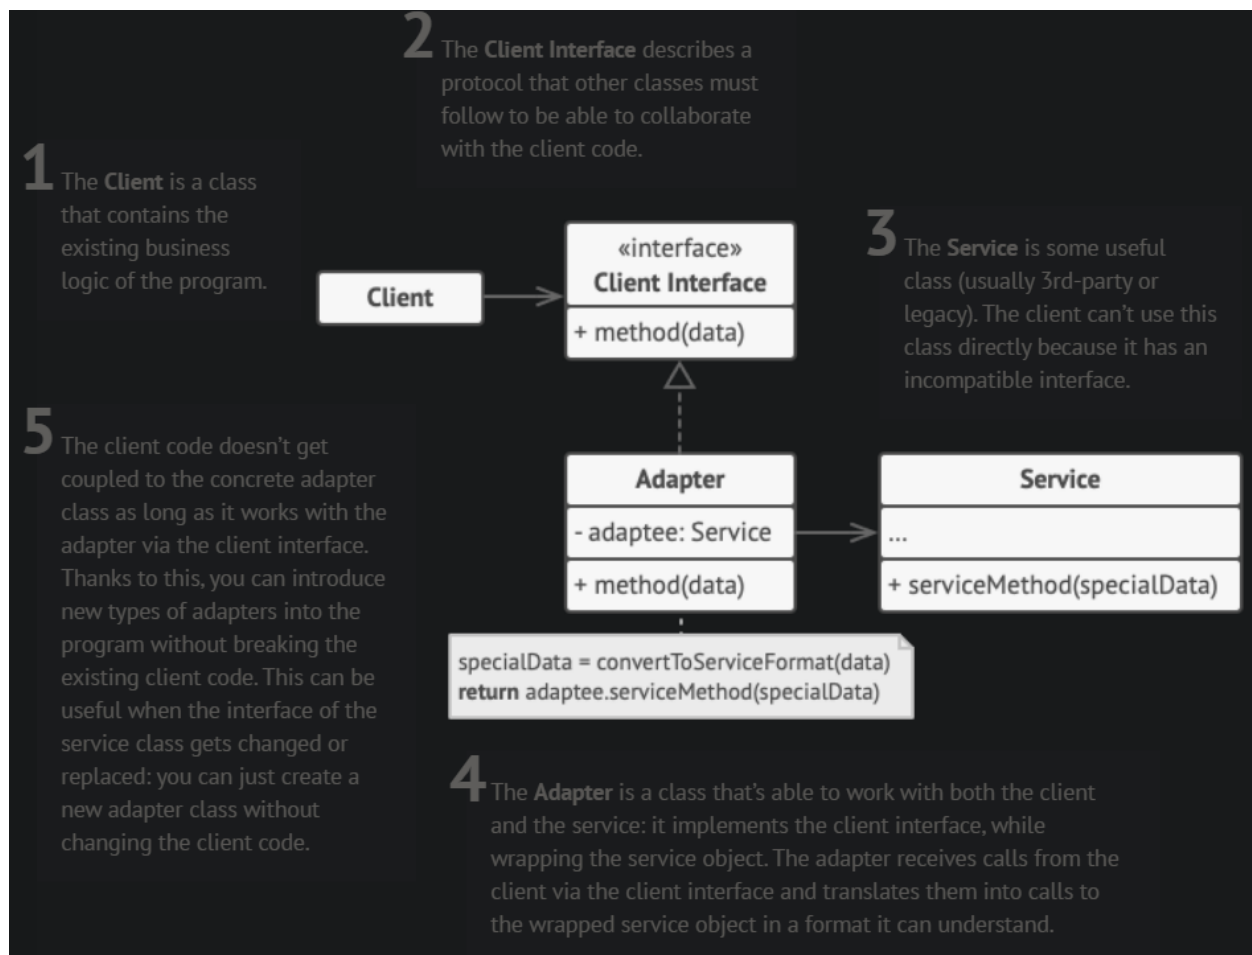 1
The Client is a class
that contains the
existing business
logic of the program.
2
The Client Interface describes a
protocol that other classes must
follow to be able to collaborate
with the client code.
Client
«interface»
Client Interface
+ method(data)
3
The Service is some useful
class (usually 3rd-party or
legacy). The client can’t use this
class directly because it has an
incompatible interface.
Adapter
- adaptee: Service
+ method(data)
Service
...
+ serviceMethod(specialData)
specialData = convertToServiceFormat(data)
return adaptee.serviceMethod(specialData)
4
The Adapter is a class that’s able to work with both the client
and the service: it implements the client interface, while
wrapping the service object. The adapter receives calls from the
client via the client interface and translates them into calls to
the wrapped service object in a format it can understand.
5
The client code doesn’t get
coupled to the concrete adapter
class as long as it works with the
adapter via the client interface.
Thanks to this, you can introduce
new types of adapters into the
program without breaking the
existing client code. This can be
useful when the interface of the
service class gets changed or
replaced: you can just create a
new adapter class without
changing the client code.